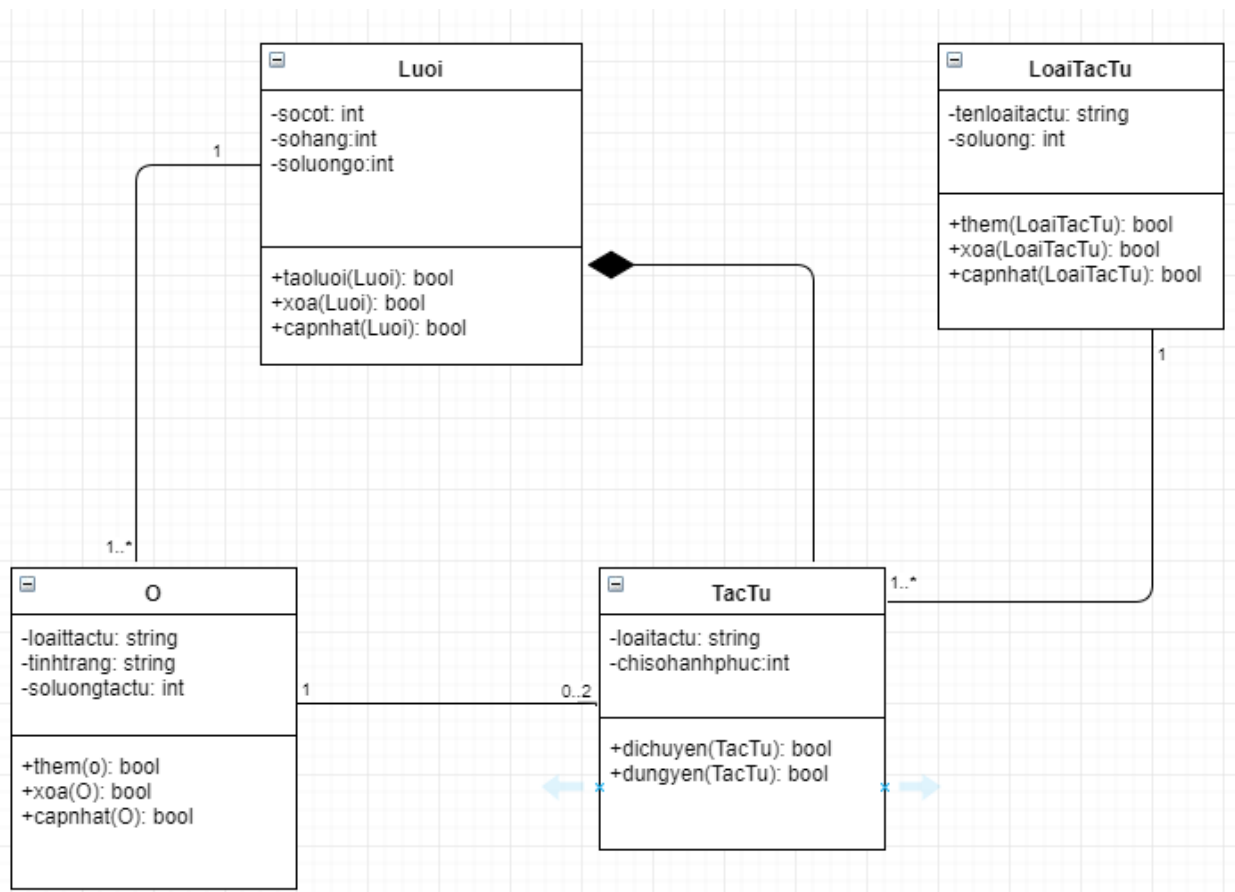 Luoi
-socot: int
-sohang:int
-soluongo:int
+taoluoi(Luoi): bool
+xoa(Luoi): bool
+capnhat(Luoi): bool
LoaiTacTu
-tenloaitactu: string
-soluong: int
+them(LoaiTacTu): bool
+xoa(LoaiTacTu): bool
+capnhat(LoaiTacTu): bool
1
1..*
1
1..*
O
-loaittactu: string
-tinhtrang: string
-soluongtactu: int
+them(o): bool
+xoa(O): bool
+capnhat(O): bool
1
0..2
TacTu
-loaitactu: string
-chisohanhphuc:int
+dichuyen(TacTu): bool
+dungyen(TacTu): bool